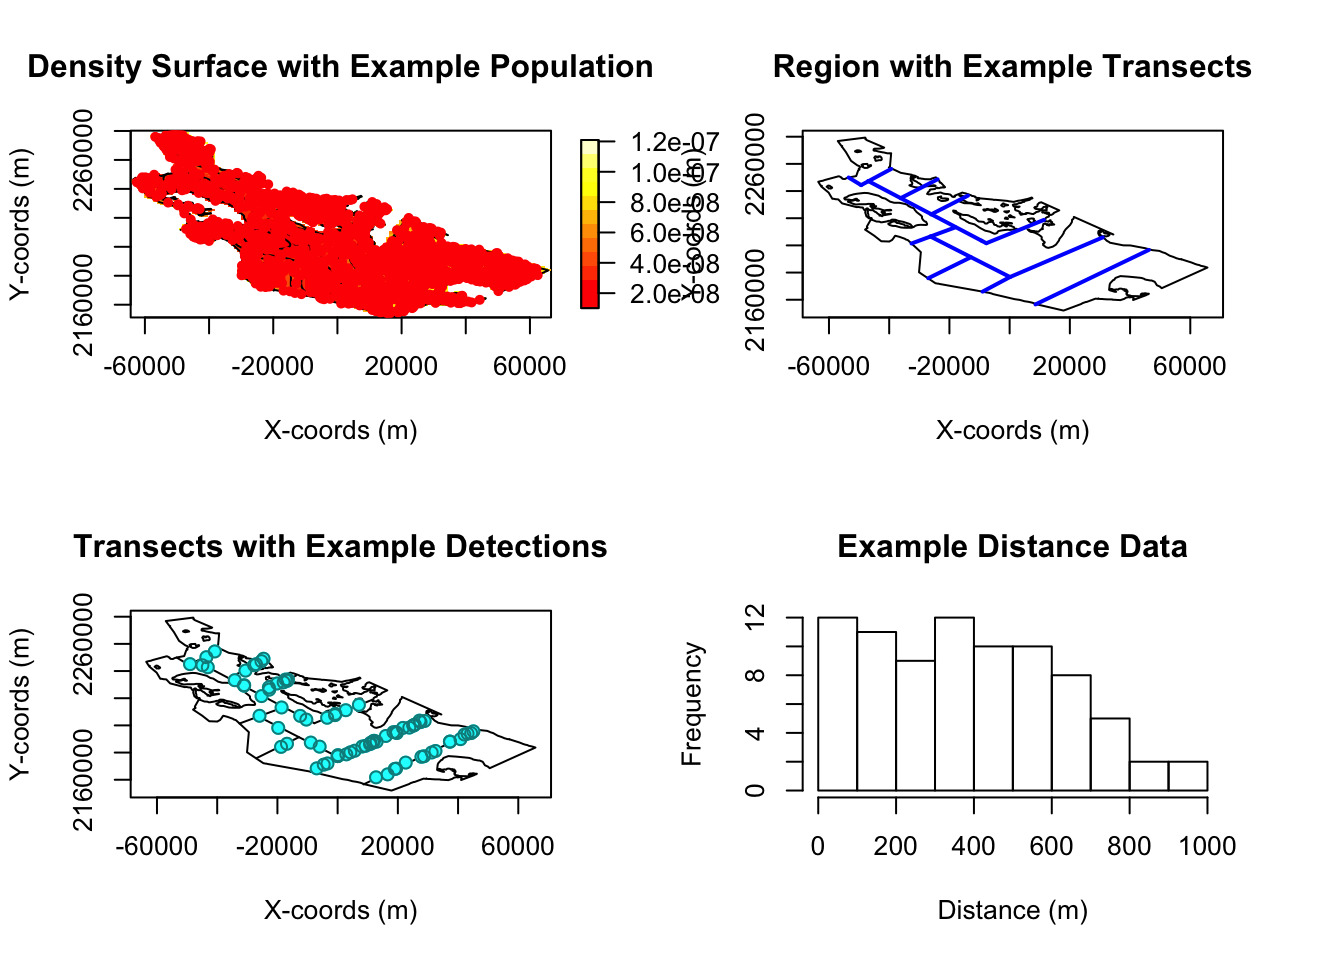 Density Surface with Example Population
Y-coords (m)
2260000
2160000
-60000 -20000 20000 60000
X-coords (m)
1.2e-07
1.0e-07
8.0e-08
6.0e-08
4.0e-08
2.0e-08
Region with Example Transects
Y-coords (m)
2260000
2160000
-60000 -20000 20000 60000
X-coords (m)
Transects with Example Detections
Y-coords (m)
2260000
2160000
-60000 -20000 20000 60000
X-coords (m)
Example Distance Data
Frequency
12
8
4
0
0 200 400 600 800 1000
Distance (m)